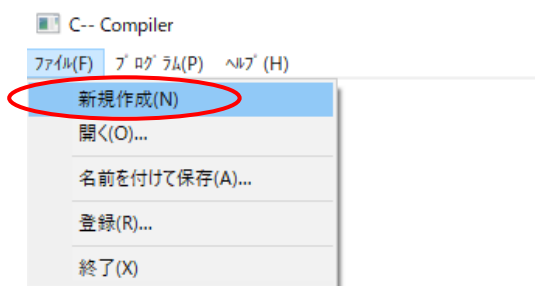 C-- Compiler
ﾌｧｲﾙ(F) ﾌﾟﾛｸﾞﾗﾑ(P) ﾍﾙﾌﾟ(H)
新規作成(N)
開く(O)...
名前を付けて保存(A)...
登録(R)...
終了(X)